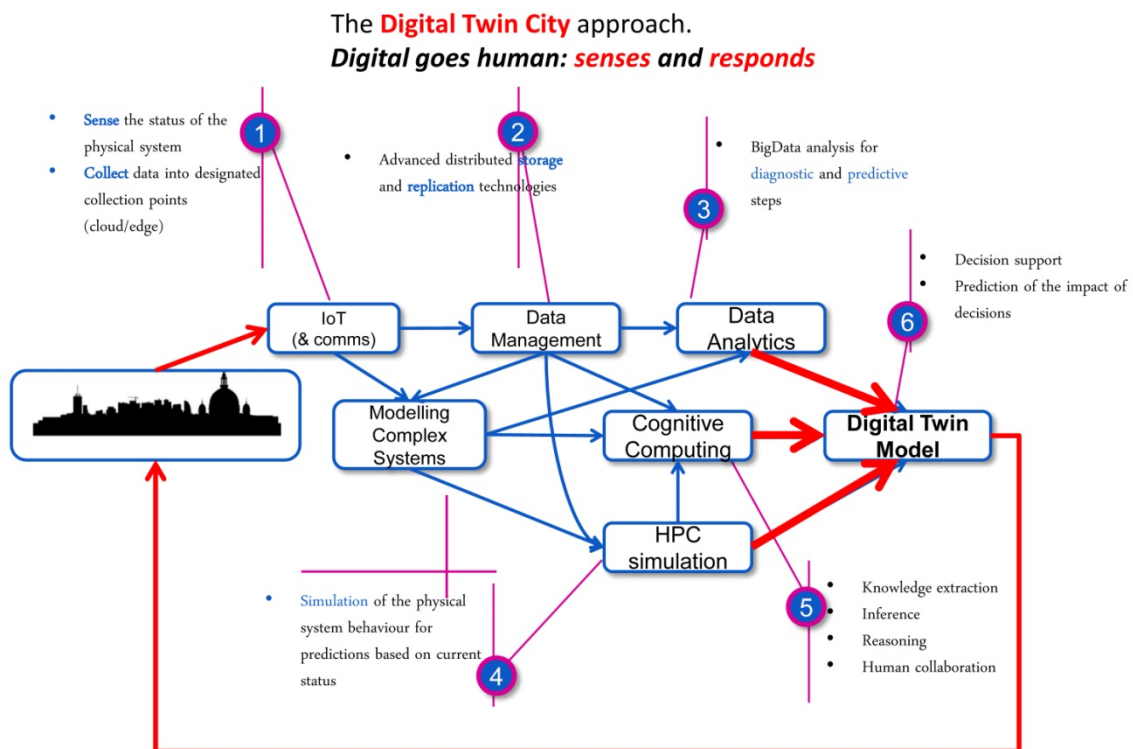 The Digital Twin City approach.
Digital goes human: senses and responds
1
• Sense the status of the
physical system
• Collect data into designated
collection points
(cloud/edge)
2
• Advanced distributed storage
and replication technologies
3
• BigData analysis for
diagnostic and predictive
steps
6
• Decision support
• Prediction of the impact of
decisions
IoT
(& comms)
Data
Management
Data
Analytics
Modelling
Complex
Systems
Cognitive
Computing
Digital Twin
Model
HPC
simulation
4
• Simulation of the physical
system behaviour for
predictions based on current
status
5
• Knowledge extraction
• Inference
• Reasoning
• Human collaboration